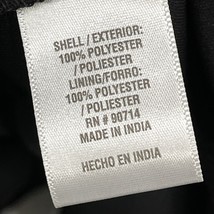 SHELL / EXTERIOR:
100% POLYESTER
/ POLIESTER
LINING/FORRO:
100% POLYESTER
/ POLIESTER
RN # 90714
MADE IN INDIA
HECHO EN INDIA